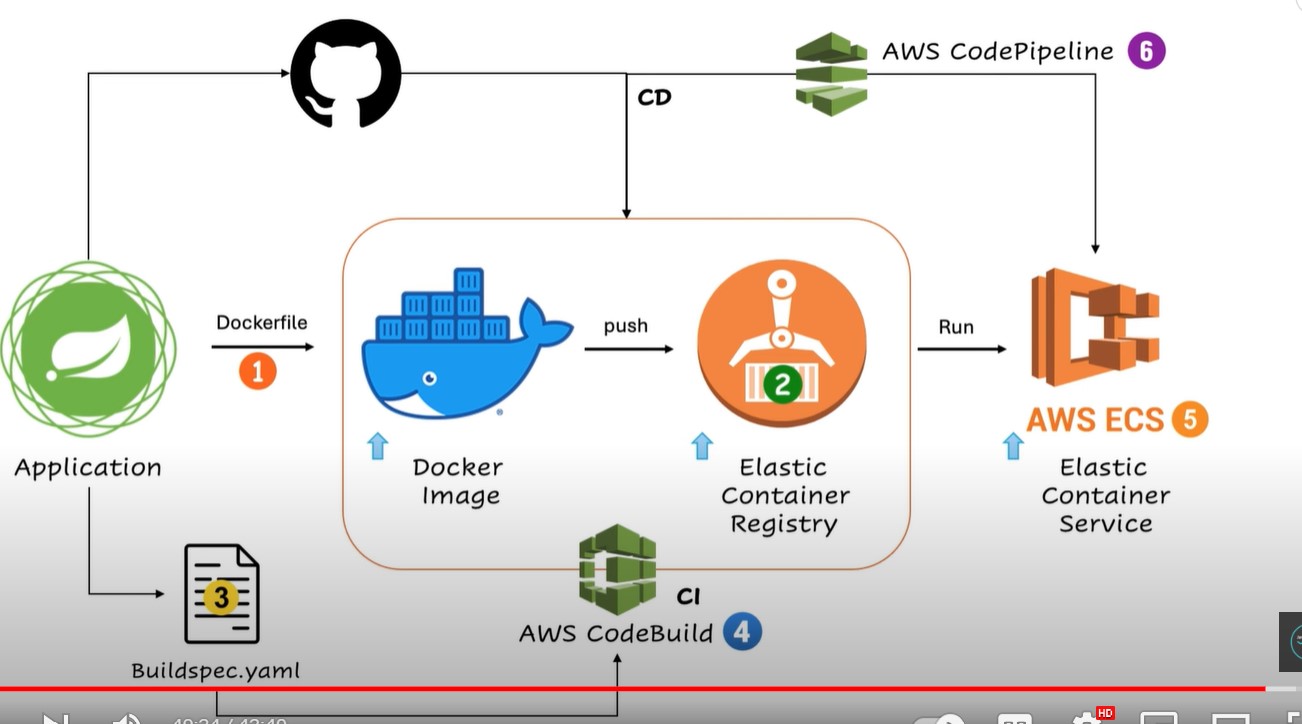 AWS CodePipeline 6
CD
Dockerfile
1
push
2
Run
AWS ECS 5
Application
Docker
Image
Elastic
Container
Registry
Elastic
Container
Service
3
CI
AWS CodeBuild 4
Buildspec.yaml
HD